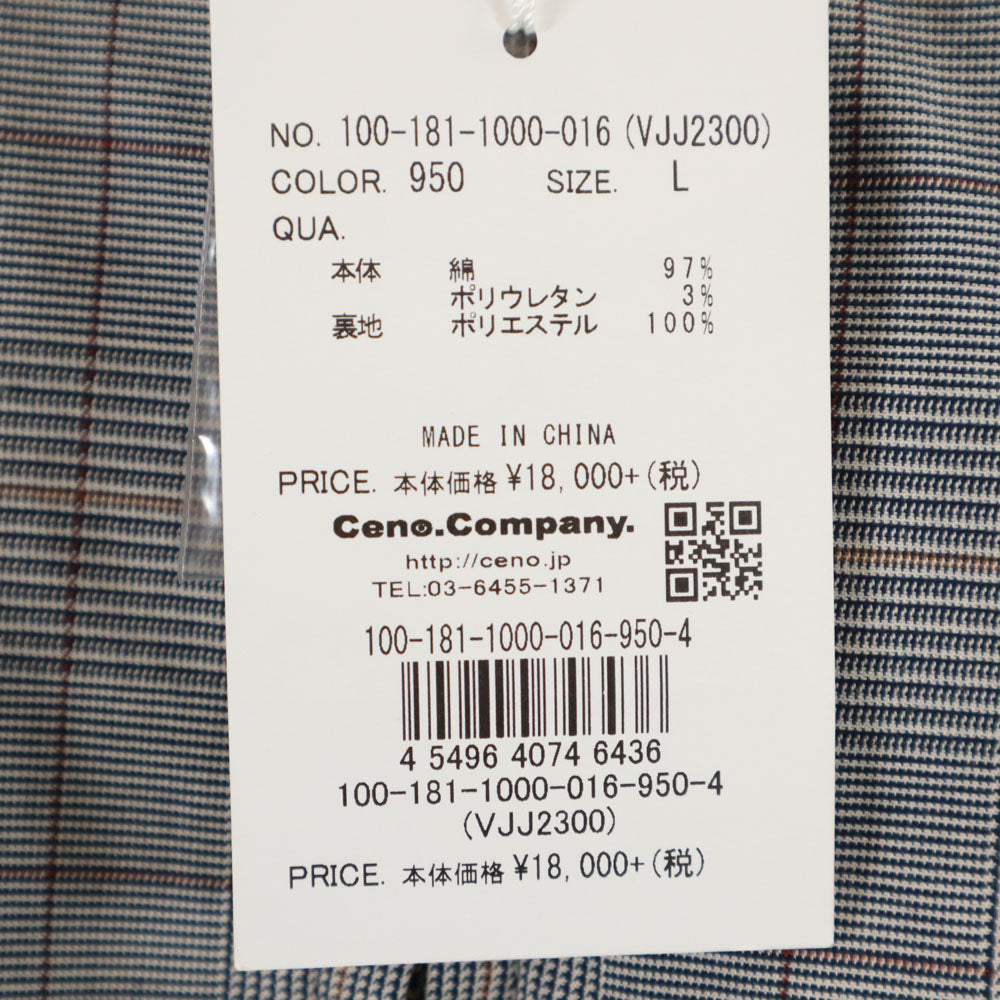 NO. 100-181-1000-016 (VJJ2300)
COLOR. 950 SIZE. L
QUA.
本体 綿 97%
ポリウレタン 3%
裏地 ポリエステル 100%
MADE IN CHINA
PRICE. 本体価格 ¥18,000+(税)
Ceno.Company.
http://ceno.jp
TEL:03-6455-1371
100-181-1000-016-950-4
4 54964 0746436
100-181-1000-016-950-4
(VJJ2300)
PRICE. 本体価格 ¥18,000+(税)